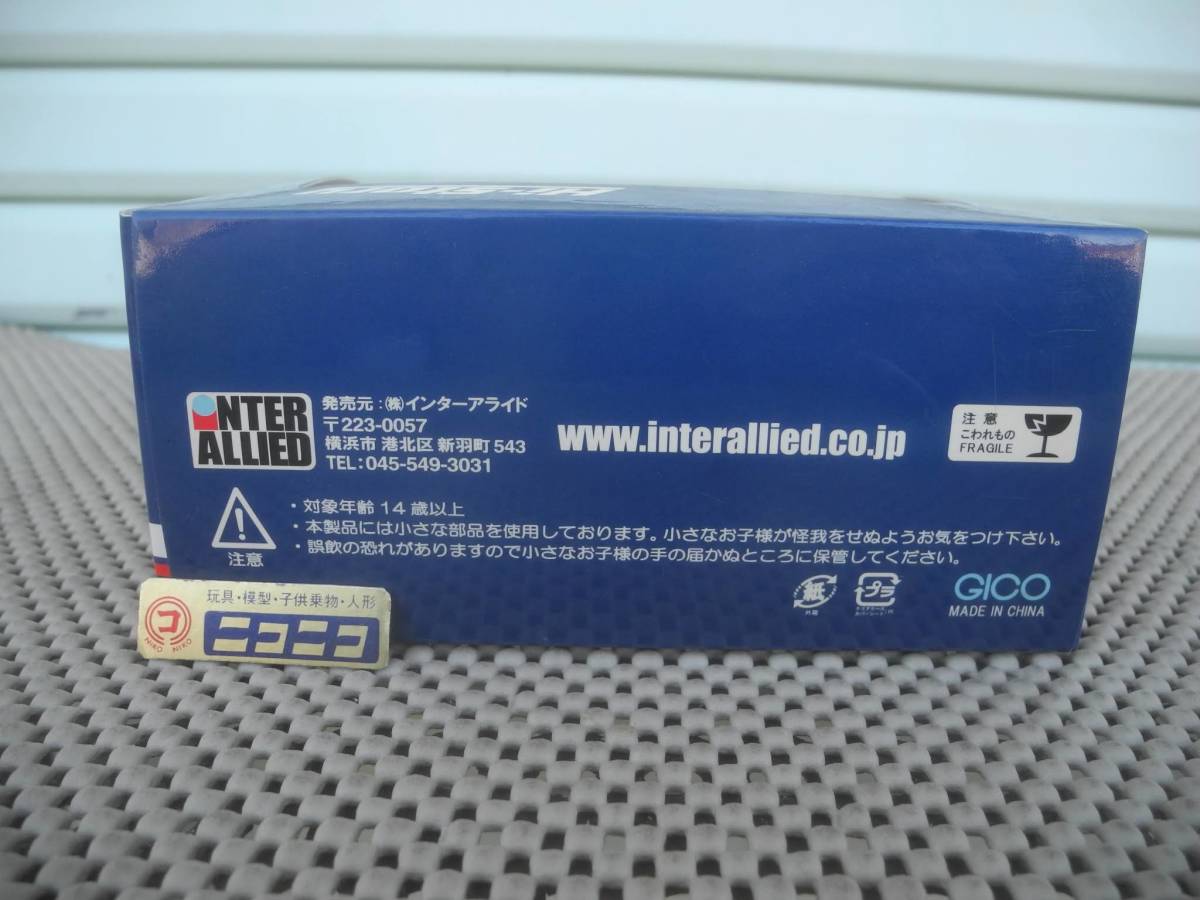 iNTER
ALLIED
発売元：㈱インターアライド
〒223-0057
横浜市 港北区 新羽町 543
TEL：045-549-3031
www.interallied.co.jp
注意
こわれもの
FRAGILE
注意
・対象年齢 14 歳以上
・本製品には小さな部品を使用しております。小さなお子様が怪我をせぬようお気をつけ下さい。
・誤飲の恐れがありますので小さなお子様の手の届かぬところに保管してください。
紙
外箱
プラ
GICO
MADE IN CHINA
玩具・模型・子供乗物・人形
コ
NIKO NIKO
ニコニコ